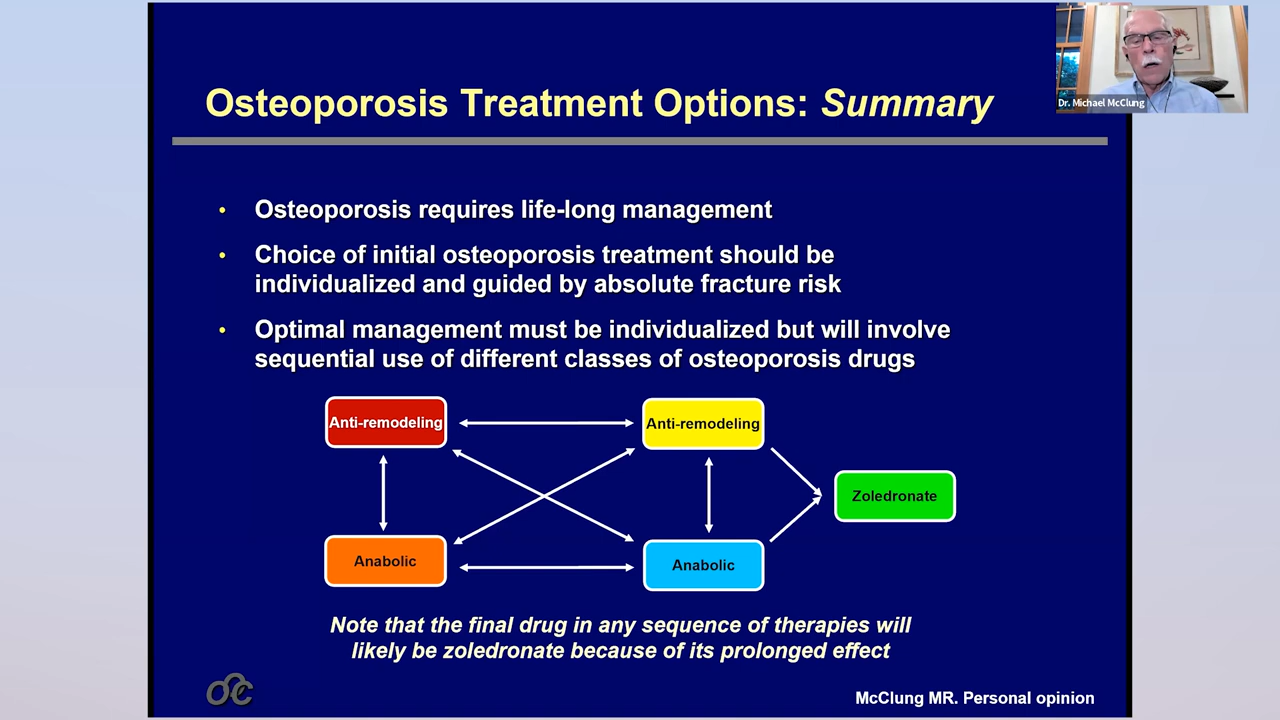 Dr. Michael McClung
Osteoporosis Treatment Options: Summary
• Osteoporosis requires life-long management
• Choice of initial osteoporosis treatment should be
individualized and guided by absolute fracture risk
• Optimal management must be individualized but will involve
sequential use of different classes of osteoporosis drugs
Anti-remodeling
Anti-remodeling
Zoledronate
Anabolic
Anabolic
Note that the final drug in any sequence of therapies will
likely be zoledronate because of its prolonged effect
OC
McClung MR. Personal opinion